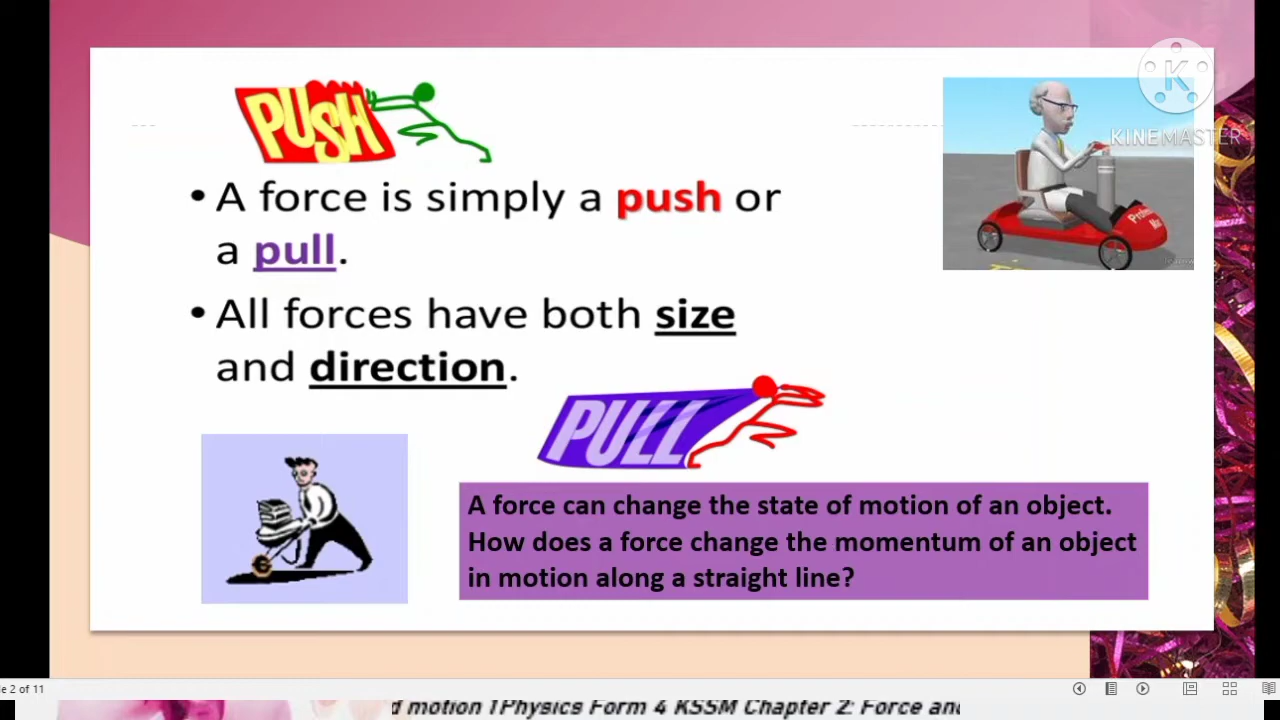 PUSH
KINEMASTER
• A force is simply a push or
a pull.
• All forces have both size
and direction.
PULL
A force can change the state of motion of an object.
How does a force change the momentum of an object
in motion along a straight line?
2 of 11
motion 1Physics Form 4 KSSM Chapter 2: Force